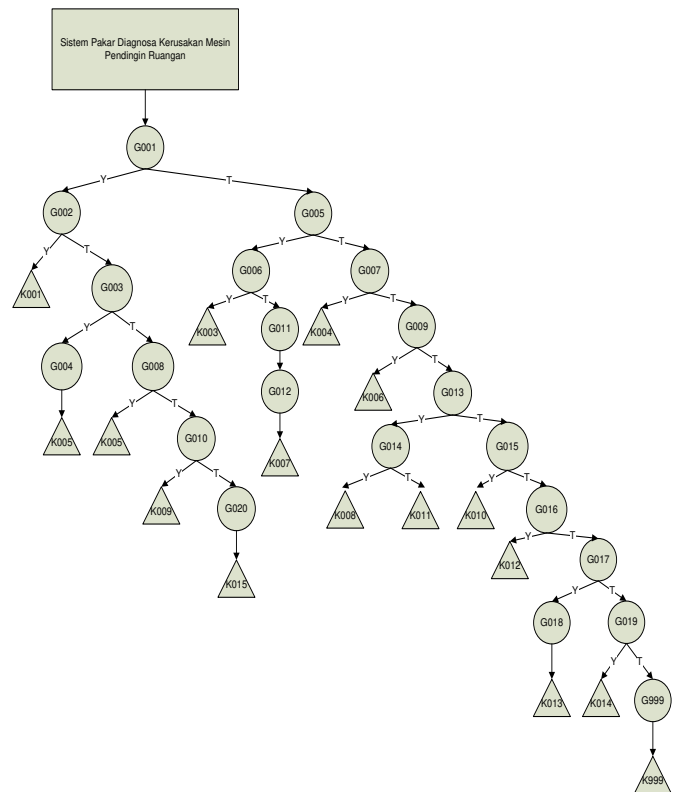 Sistem Pakar Diagnosa Kerusakan Mesin
Pendingin Ruangan
G001
Y T
G002 G005
Y T Y T
K001 G003 G006 G007
Y T Y T Y T
G004 G008 K003 G011 K004 G009
Y T Y T
K005 K005 G010 G012 K006 G013
Y T Y T
K009 G020 K007 G014 G015
Y T Y T
K015 K008 K011 K010 G016
Y T
K012 G017
Y T
G018 G019
Y T
K013 K014 G999
K999